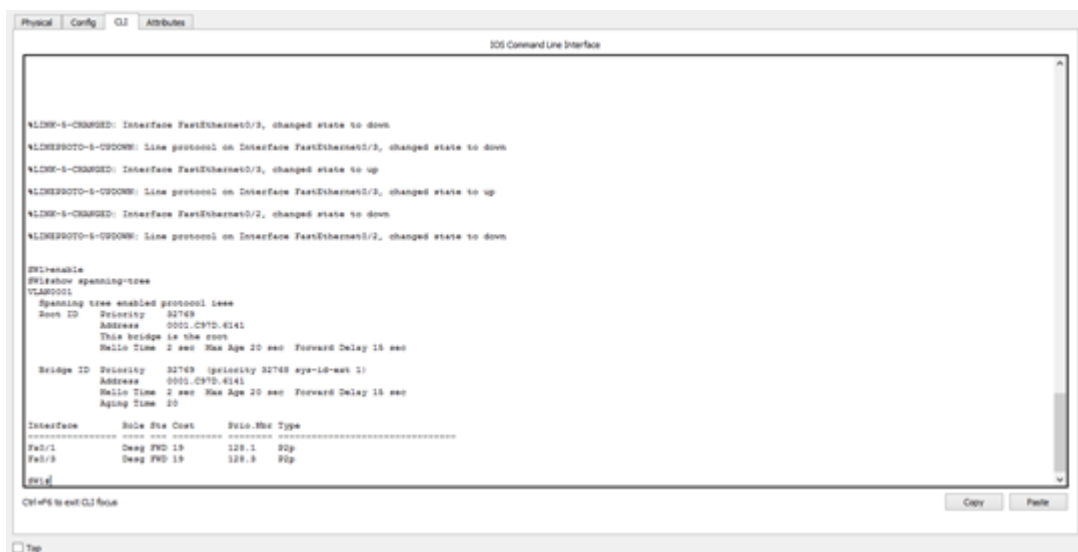 Physical Config CLI Attributes
IOS Command Line Interface
%LINK-5-CHANGED: Interface FastEthernet0/3, changed state to down
%LINEPROTO-5-UPDOWN: Line protocol on Interface FastEthernet0/3, changed state to down
%LINK-5-CHANGED: Interface FastEthernet0/3, changed state to up
%LINEPROTO-5-UPDOWN: Line protocol on Interface FastEthernet0/3, changed state to up
%LINK-5-CHANGED: Interface FastEthernet0/2, changed state to down
%LINEPROTO-5-UPDOWN: Line protocol on Interface FastEthernet0/2, changed state to down
SW1>enable
SW1#show spanning-tree
VLAN0001
Spanning tree enabled protocol ieee
Root ID Priority 32769
Address 0001.C97D.6141
This bridge is the root
Hello Time 2 sec Max Age 20 sec Forward Delay 15 sec
Bridge ID Priority 32769 (priority 32768 sys-id-ext 1)
Address 0001.C97D.6141
Hello Time 2 sec Max Age 20 sec Forward Delay 15 sec
Aging Time 20
Interface Role Sts Cost Prio.Nbr Type
---------------- ---- --- --------- -------- --------------------------------
Fa0/1 Desg FWD 19 128.1 P2p
Fa0/3 Desg FWD 19 128.3 P2p
SW1#
Ctrl+F6 to exit CLI focus Copy Paste
Top